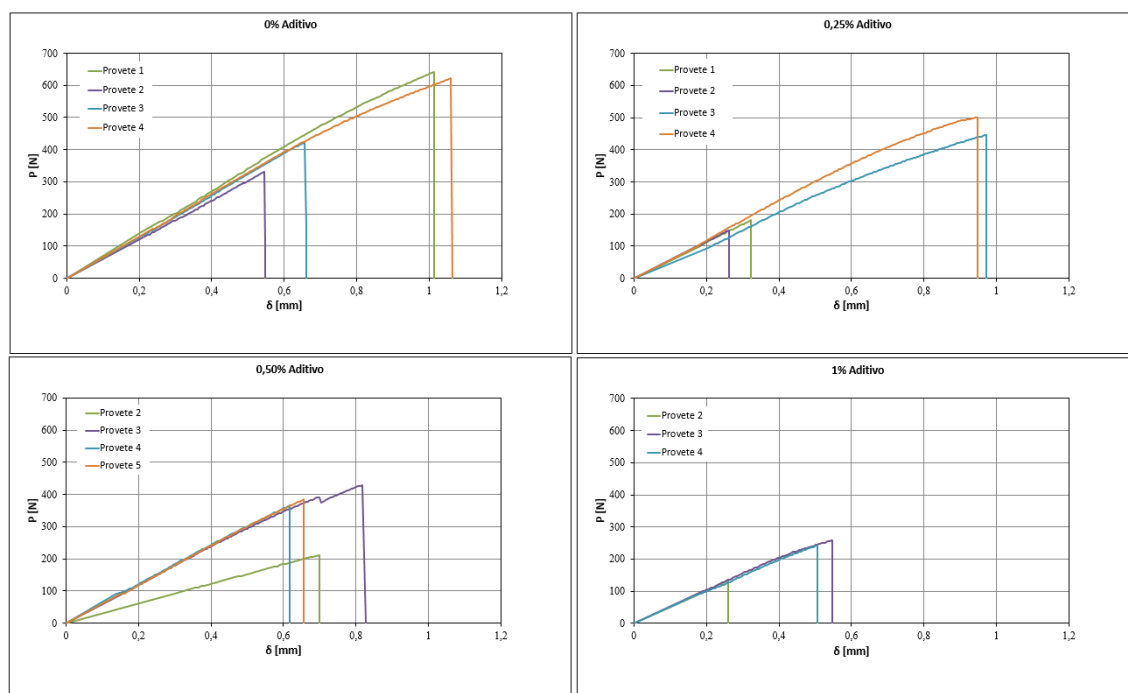 0% Aditivo
700
600
500
400
300
200
100
0
P [N]
Provete 1
Provete 2
Provete 3
Provete 4
0 0,2 0,4 0,6 0,8 1 1,2
δ [mm]
0,25% Aditivo
700
600
500
400
300
200
100
0
P [N]
Provete 1
Provete 2
Provete 3
Provete 4
0 0,2 0,4 0,6 0,8 1 1,2
δ [mm]
0,50% Aditivo
700
600
500
400
300
200
100
0
P [N]
Provete 2
Provete 3
Provete 4
Provete 5
0 0,2 0,4 0,6 0,8 1 1,2
δ [mm]
1% Aditivo
700
600
500
400
300
200
100
0
P [N]
Provete 2
Provete 3
Provete 4
0 0,2 0,4 0,6 0,8 1 1,2
δ [mm]